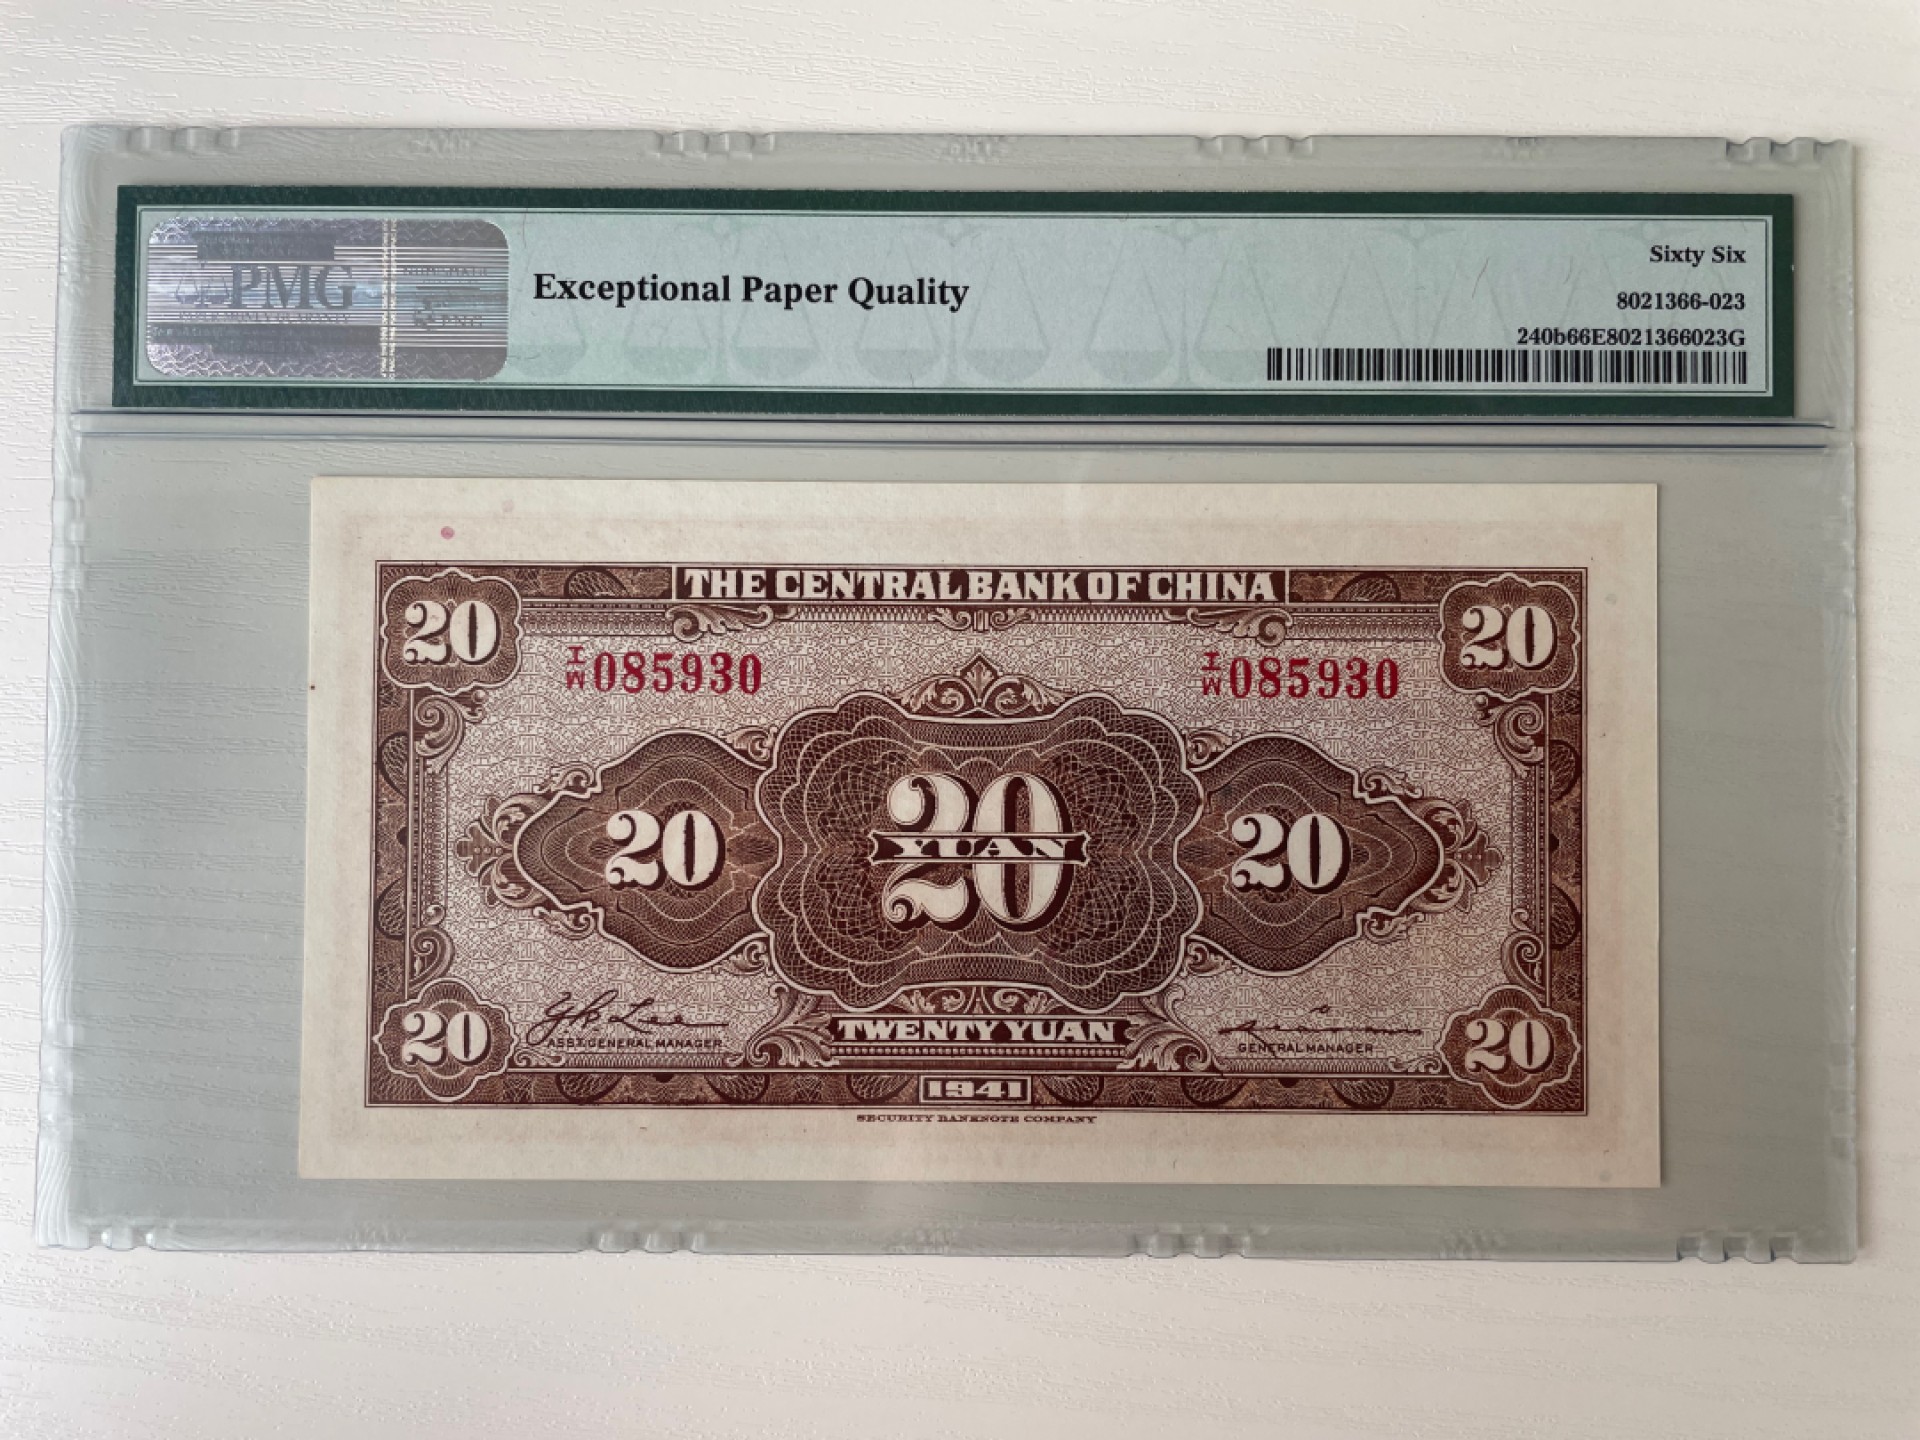 PMG
Exceptional Paper Quality
Sixty Six
8021366-023
240b66E8021366023G
THE CENTRAL BANK OF CHINA
20 20
I/W 085930 I/W 085930
20 20 20
YUAN
20 TWENTY YUAN 20
ASST. GENERAL MANAGER GENERAL MANAGER
1941
SECURITY BANKNOTE COMPANY